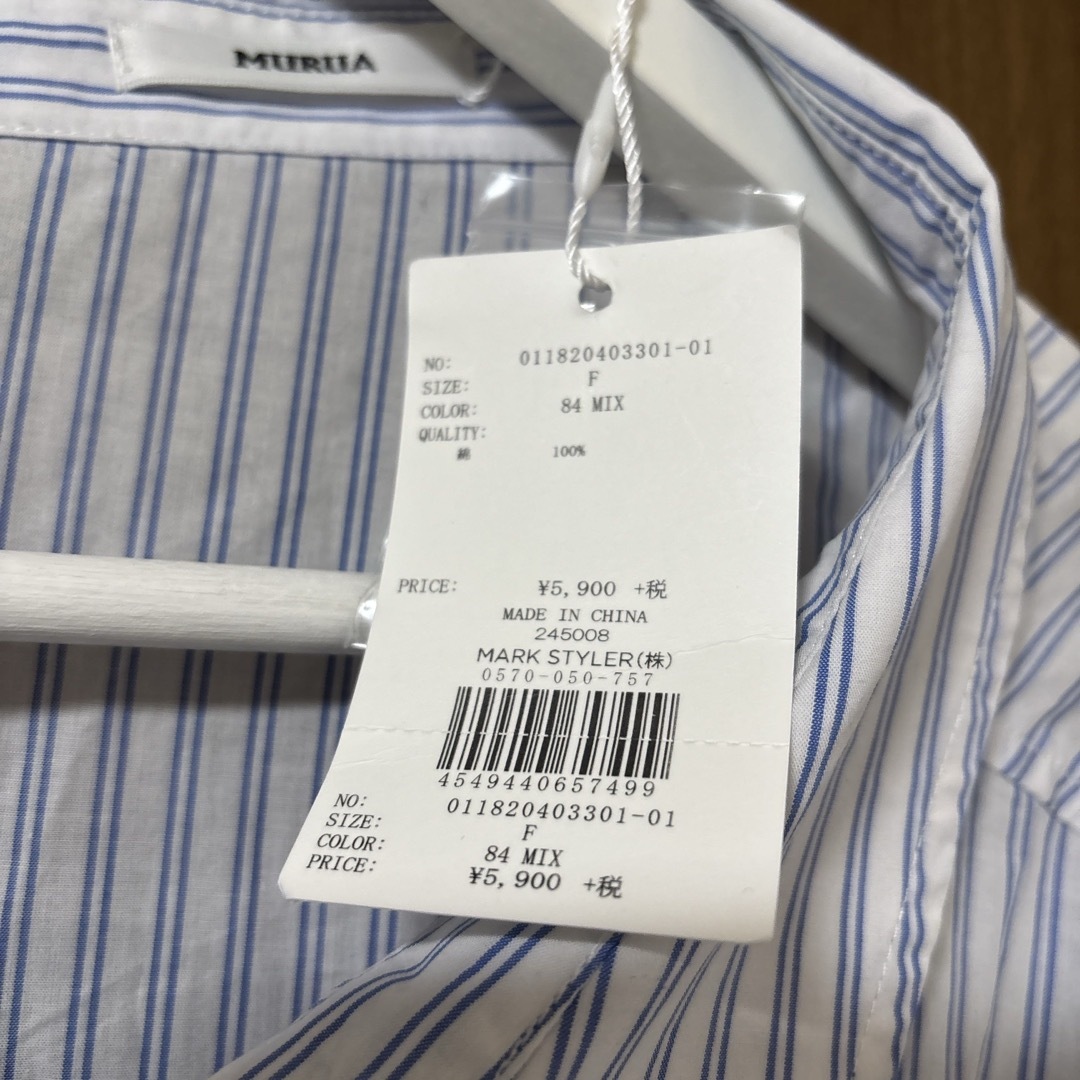 MURUA
NO: 011820403301-01
SIZE: F
COLOR: 84 MIX
QUALITY:
綿 100%
PRICE: ¥5,900 +税
MADE IN CHINA
245008
MARK STYLER(株)
0570-050-757
4549440657499
NO: 011820403301-01
SIZE: F
COLOR: 84 MIX
PRICE: ¥5,900 +税